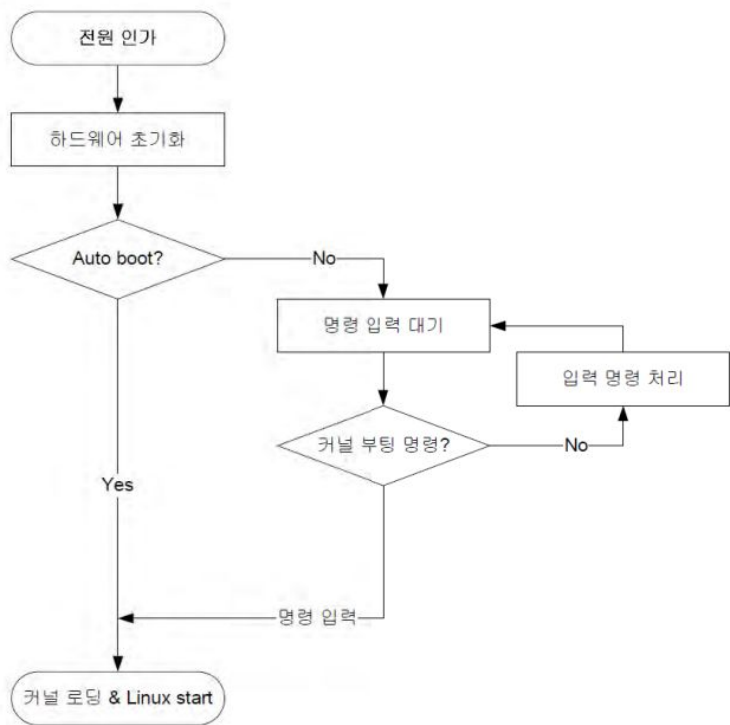 전원 인가
하드웨어 초기화
Auto boot?
No
명령 입력 대기
입력 명령 처리
커널 부팅 명령?
No
Yes
명령 입력
커널 로딩 & Linux start